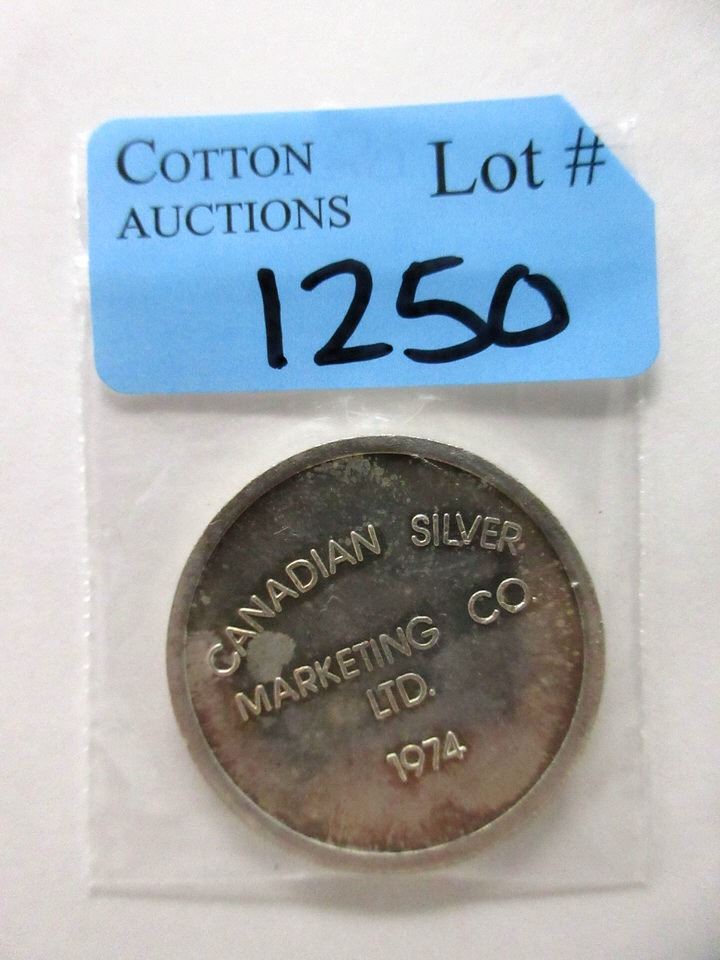 COTTON
AUCTIONS
Lot #
1250
CANADIAN SILVER
MARKETING CO.
LTD.
1974